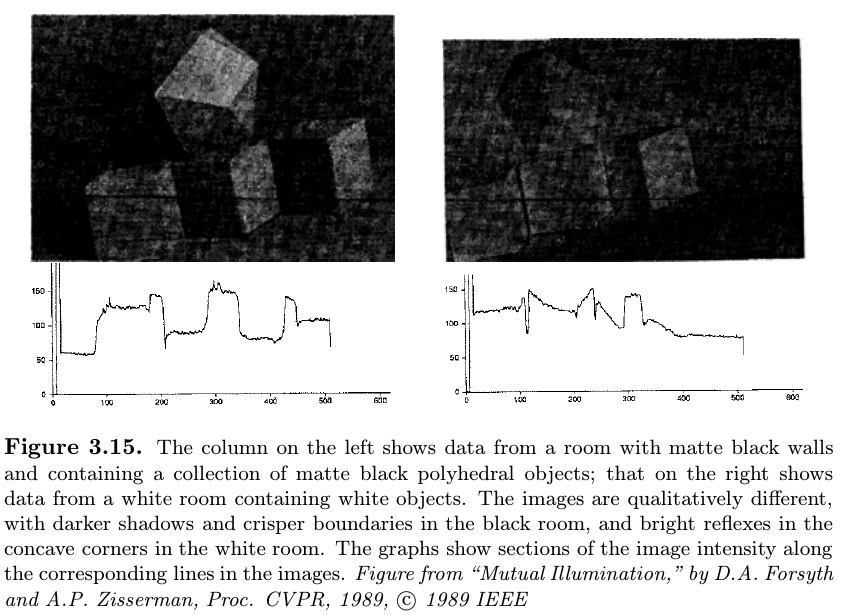 150
100
50
0
0 100 200 300 400 500 600
150
100
50
0
0 100 200 300 400 500 600
Figure 3.15. The column on the left shows data from a room with matte black walls
and containing a collection of matte black polyhedral objects; that on the right shows
data from a white room containing white objects. The images are qualitatively different,
with darker shadows and crisper boundaries in the black room, and bright reflexes in the
concave corners in the white room. The graphs show sections of the image intensity along
the corresponding lines in the images. Figure from “Mutual Illumination,” by D.A. Forsyth
and A.P. Zisserman, Proc. CVPR, 1989, © 1989 IEEE